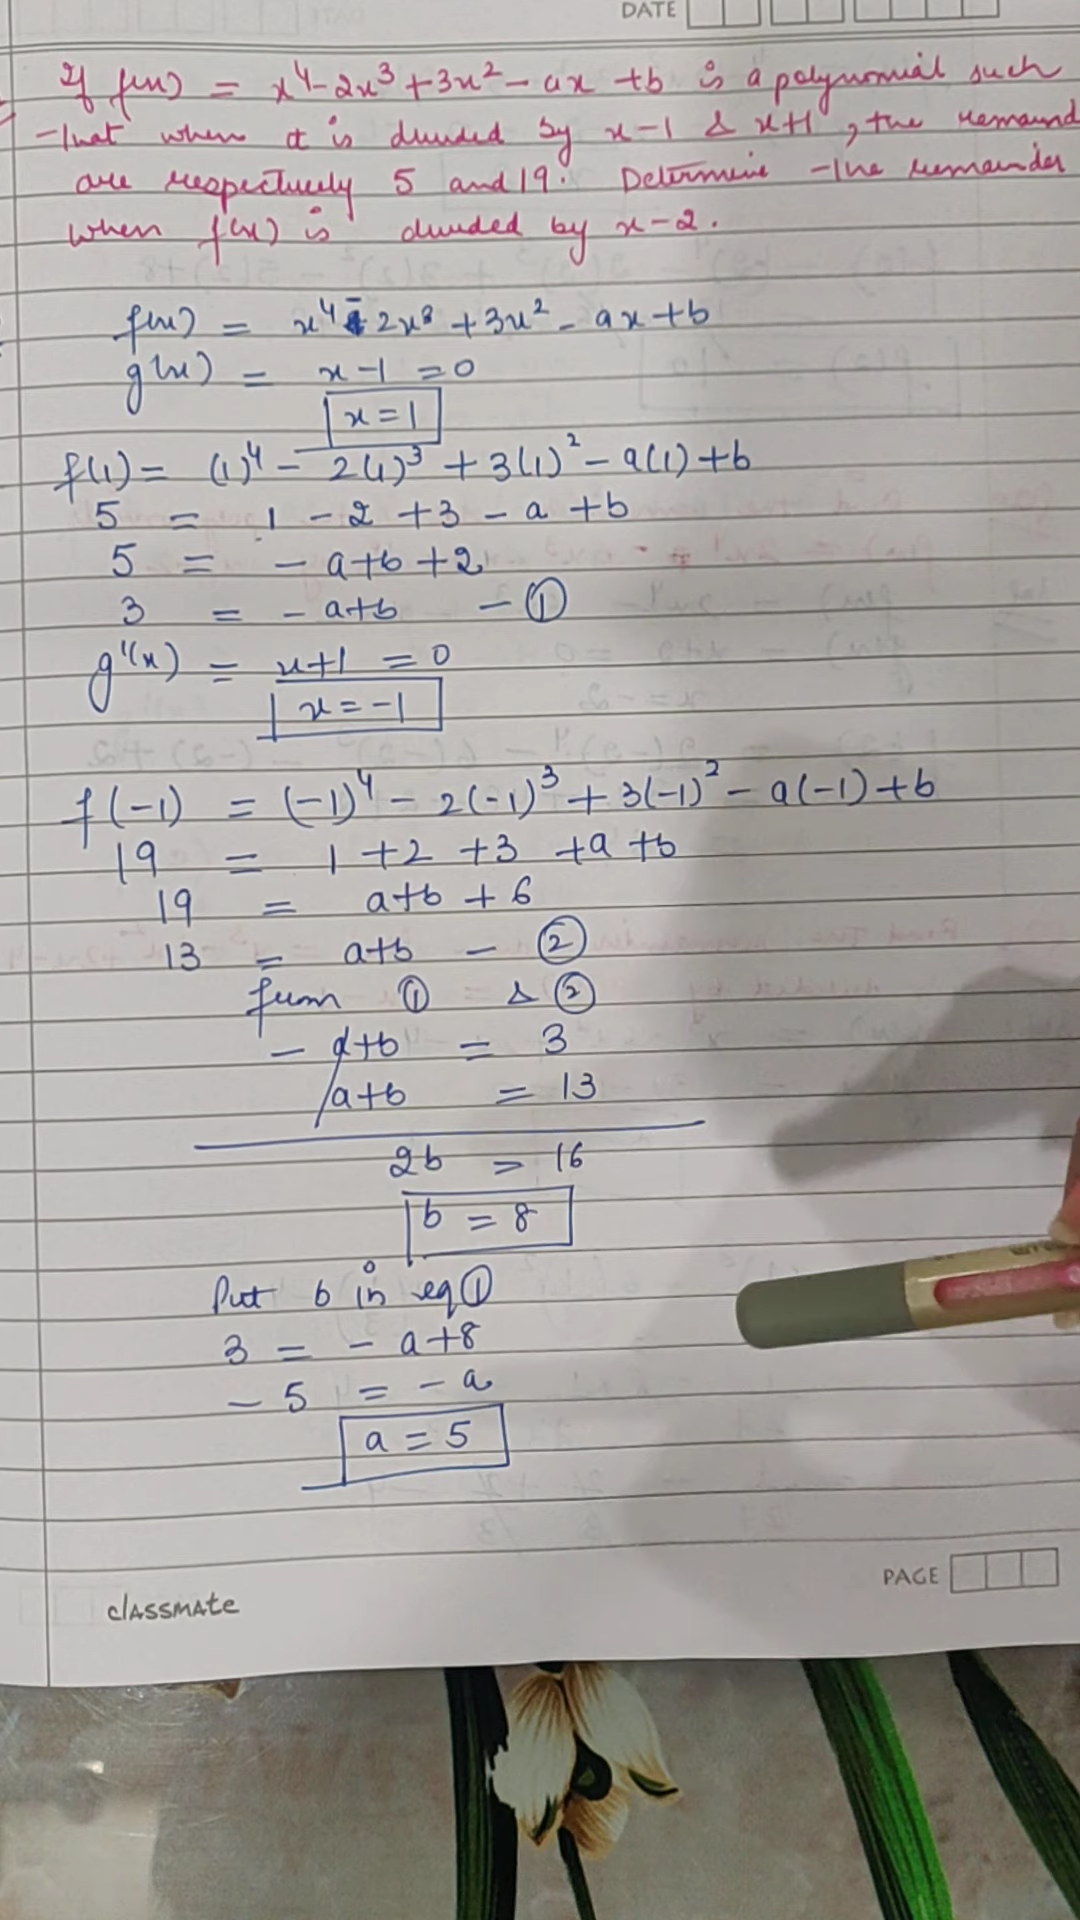 DATE
If f(x) = x⁴-2x³+3x²-ax+b is a polynomial such
that when it is divided by x-1 & x+1, the remaind
are respectively 5 and 19. Determine the remainder
when f(x) is divided by x-2.
f(x) = x⁴-2x³+3x²-ax+b
g(x) = x-1=0
x=1
f(1) = (1)⁴-2(1)³+3(1)²-a(1)+b
5 = 1-2+3-a+b
5 = -a+b+2
3 = -a+b -①
g'(x) = x+1=0
x=-1
f(-1) = (-1)⁴-2(-1)³+3(-1)²-a(-1)+b
19 = 1+2+3+a+b
19 = a+b+6
13 = a+b -②
from ① & ②
-a+b = 3
a+b = 13
2b = 16
b = 8
Put b in eq ①
3 = -a+8
-5 = -a
a = 5
classmate
PAGE